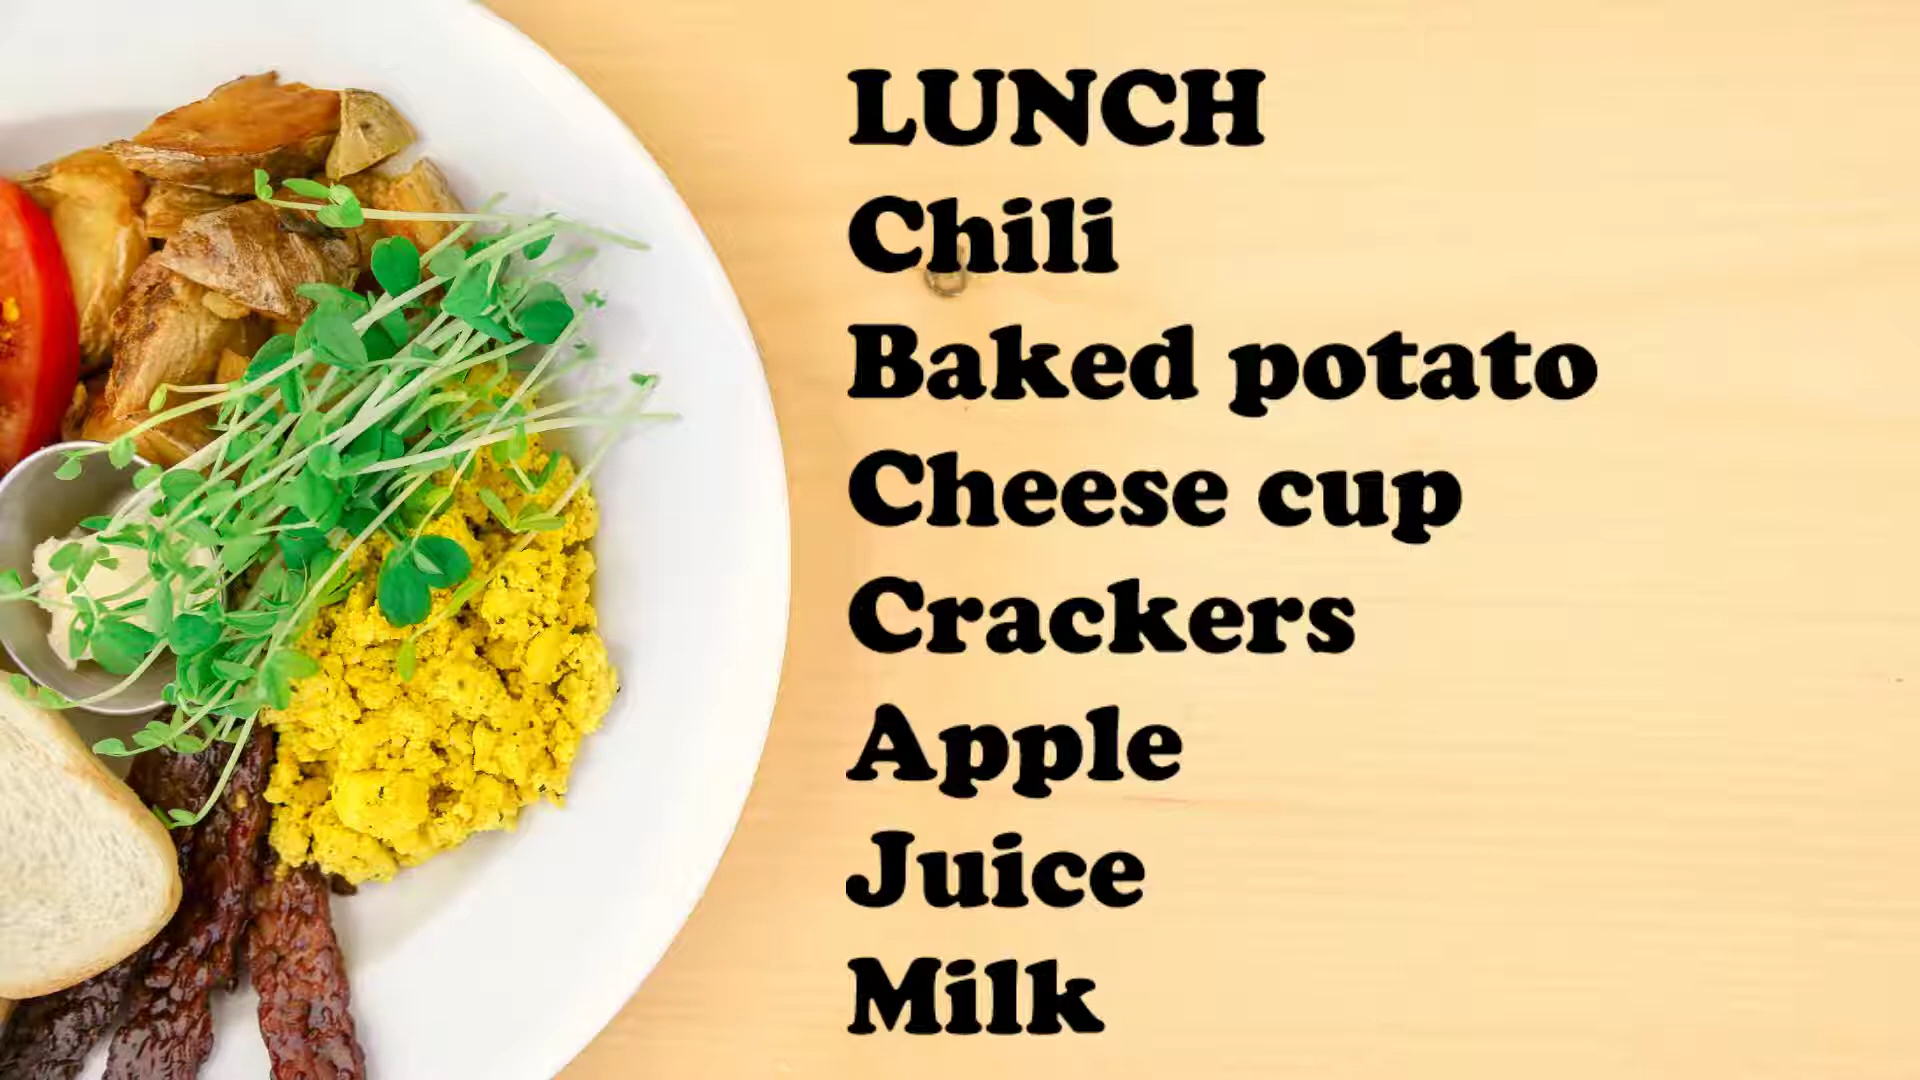 LUNCH
Chili
Baked potato
Cheese cup
Crackers
Apple
Juice
Milk